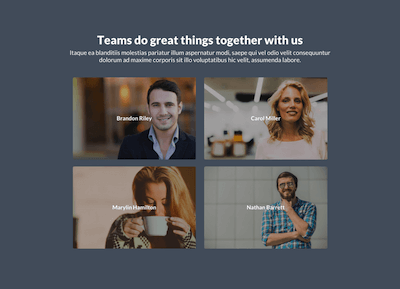 Teams do great things together with us
Itaque ea blanditiis molestias pariatur illum aspernatur modi, saepe qui vel odio velit consequuntur
dolorum ad maxime corporis sit illo voluptatibus hic velit, assumenda labore.
Brandon Riley
Carol Miller
Marylin Hamilton
Nathan Barrett